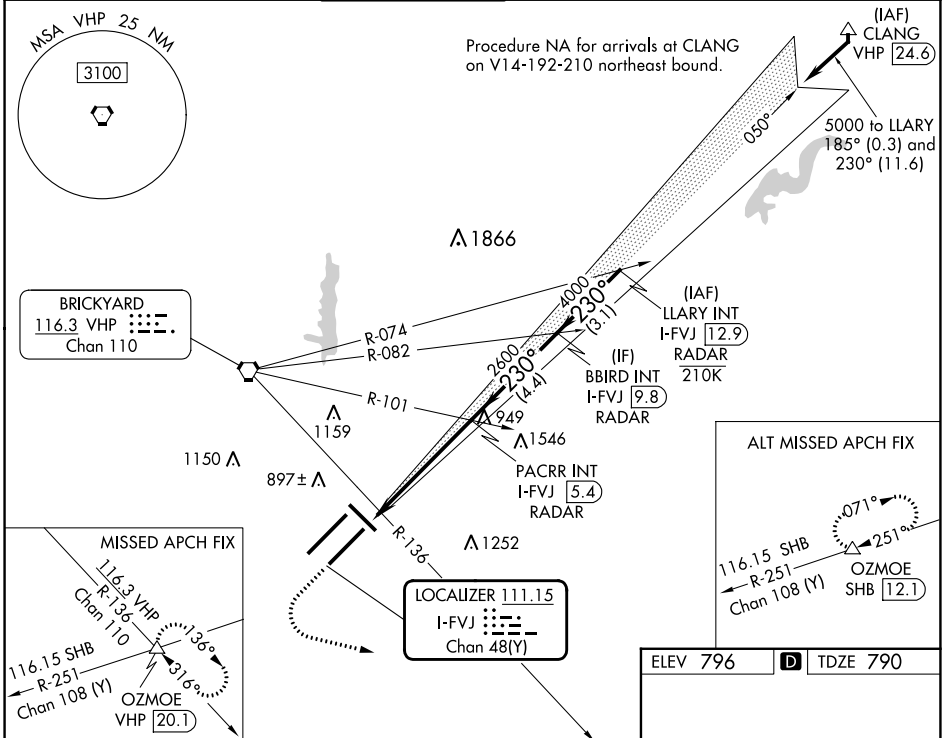 MSA VHP 25 NM
3100
Procedure NA for arrivals at CLANG
on V14-192-210 northeast bound.
(IAF)
CLANG
VHP 24.6
5000 to LLARY
185° (0.3) and
230° (11.6)
050°
1866
BRICKYARD
116.3 VHP
Chan 110
R-074
R-082
R-101
4000
230°
(3.1)
2600
230°
(4.4)
(IAF)
LLARY INT
I-FVJ 12.9
RADAR
210K
(IF)
BBIRD INT
I-FVJ 9.8
RADAR
949
1546
PACRR INT
I-FVJ 5.4
RADAR
1159
1150
897±
R-136
1252
LOCALIZER 111.15
I-FVJ
Chan 48(Y)
MISSED APCH FIX
116.3 VHP
R-136
Chan 110
116.15 SHB
R-251
Chan 108 (Y)
136°
316°
OZMOE
VHP 20.1
ALT MISSED APCH FIX
071°
251°
116.15 SHB
R-251
Chan 108 (Y)
OZMOE
SHB 12.1
ELEV 796 D TDZE 790